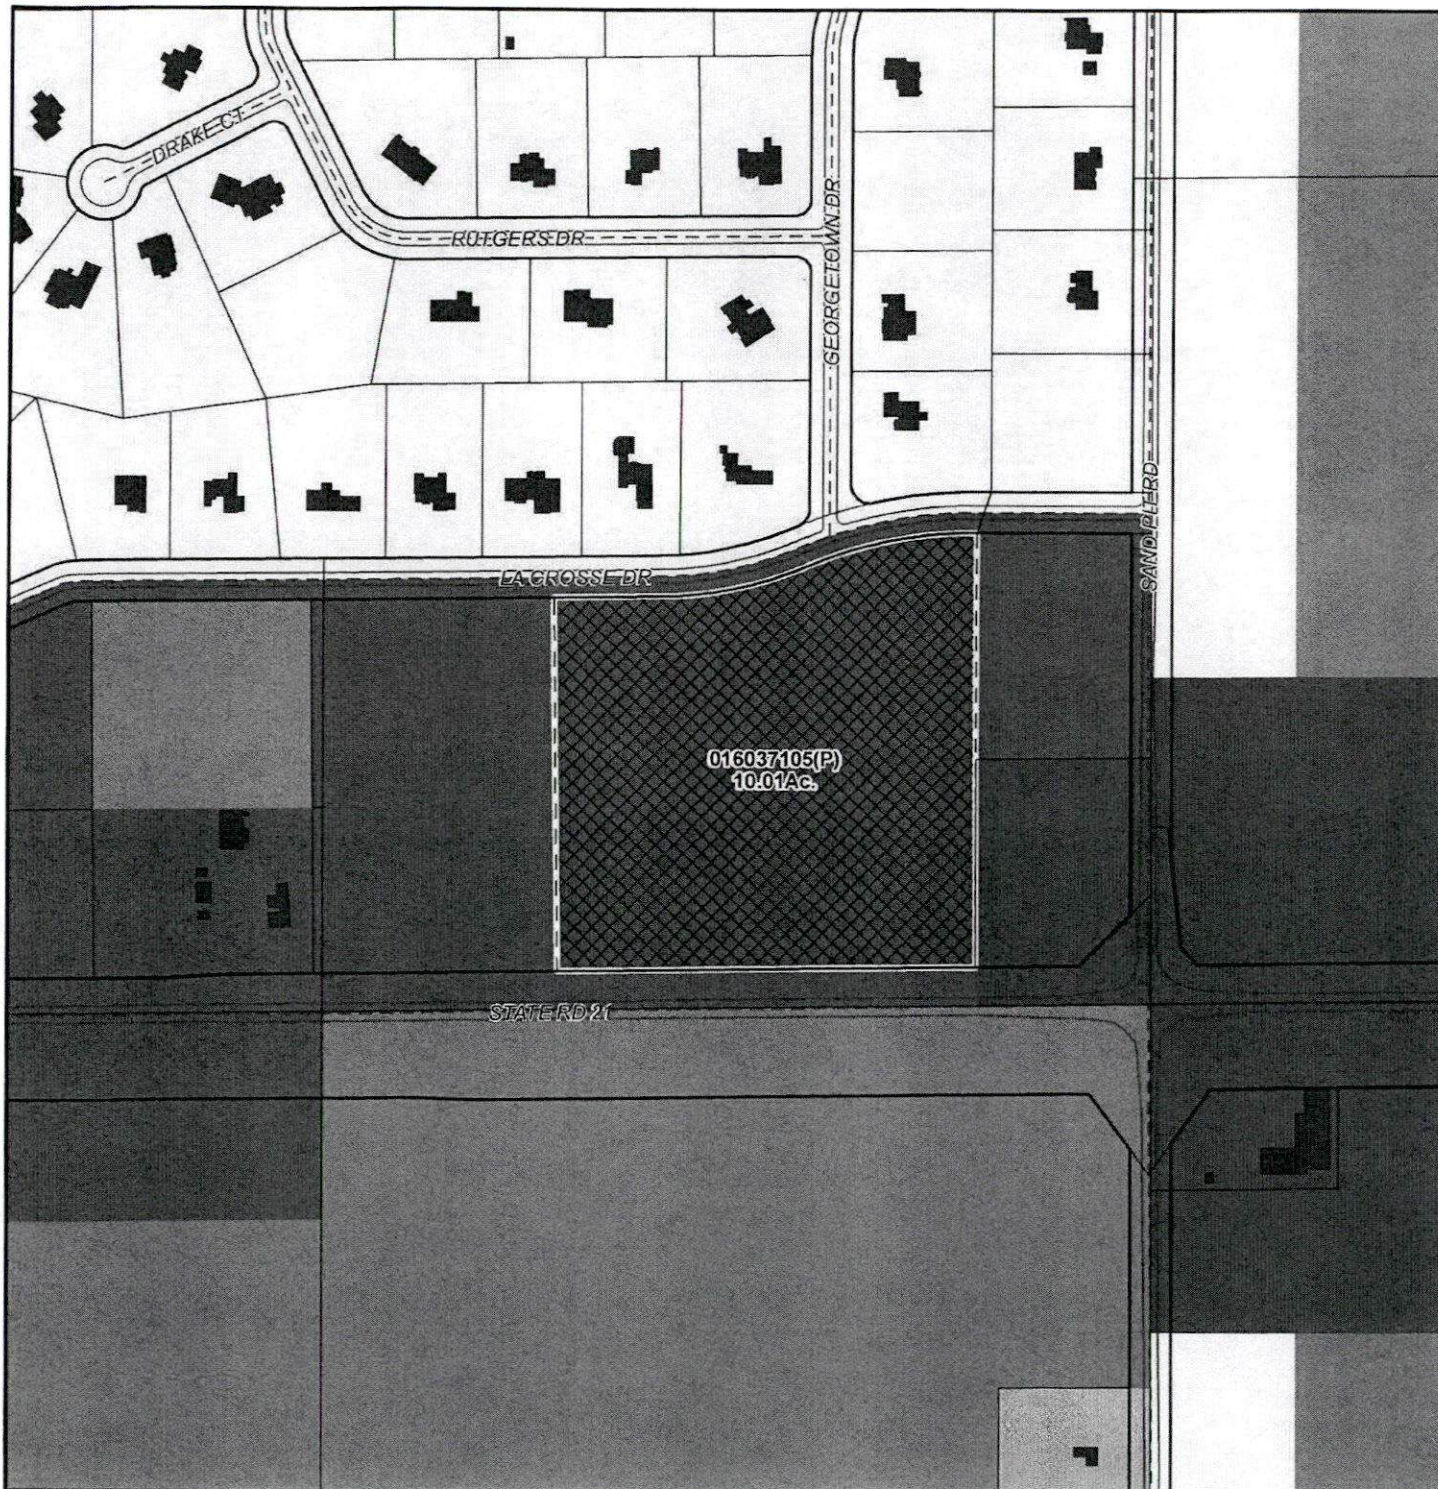 DRAKE CT
RUTGERS DR
GEORGETOWN DR
SAND PIT RD
LA CROSSE DR
016037105(P)
10.01Ac.
STATE RD 21